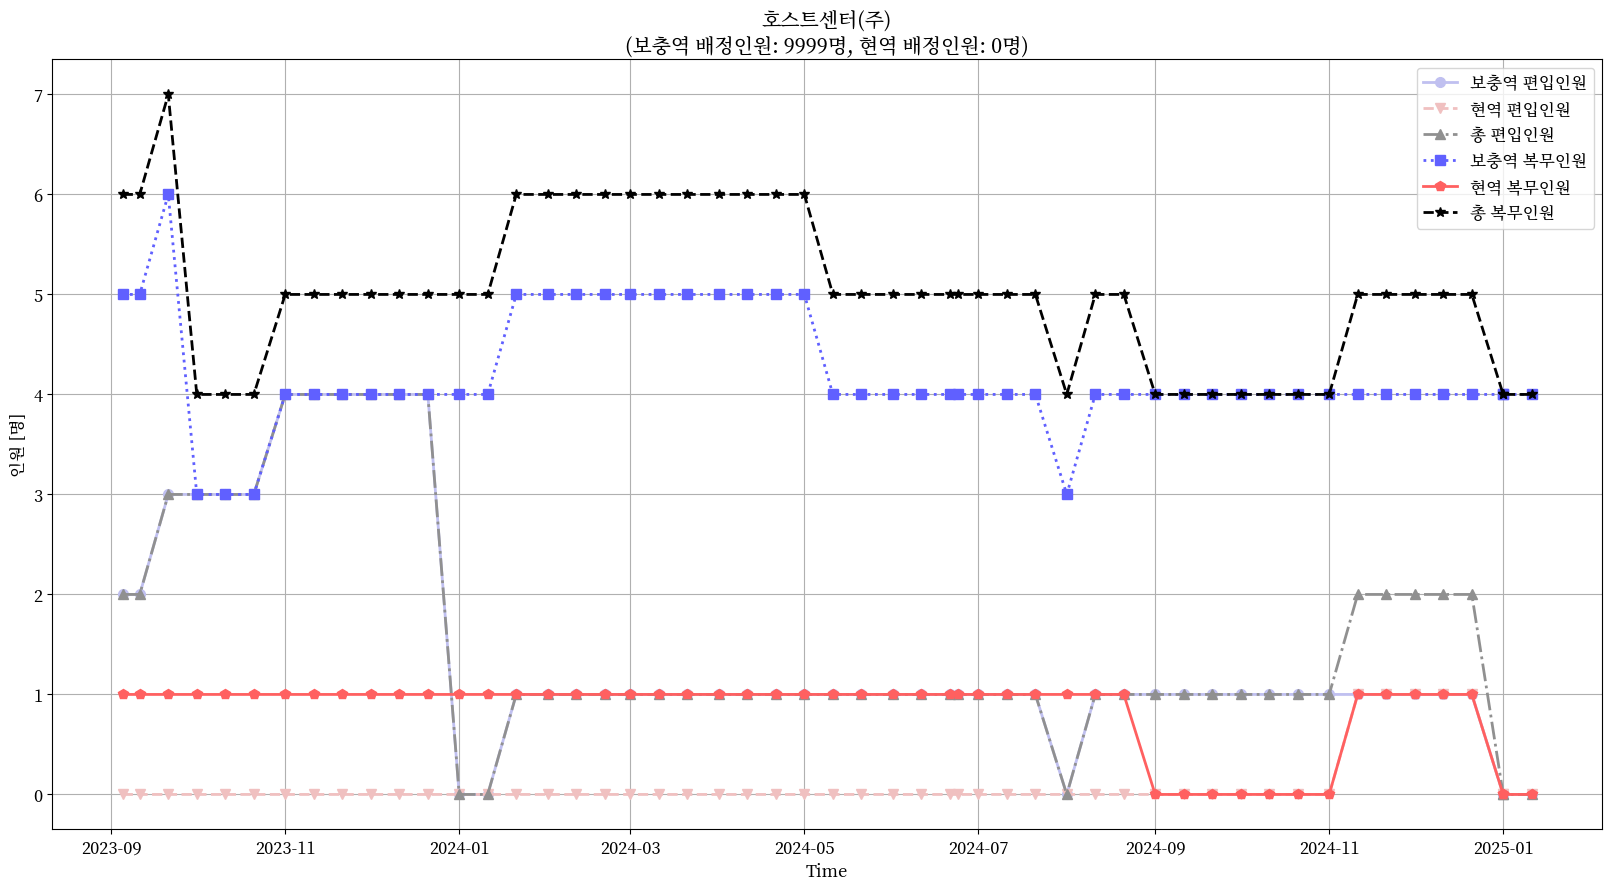 호스트센터(주)
(보충역 배정인원: 9999명, 현역 배정인원: 0명)
보충역 편입인원
현역 편입인원
총 편입인원
보충역 복무인원
현역 복무인원
총 복무인원
인원 [명]
7
6
5
4
3
2
1
0
2023-09
2023-11
2024-01
2024-03
2024-05
2024-07
2024-09
2024-11
2025-01
Time